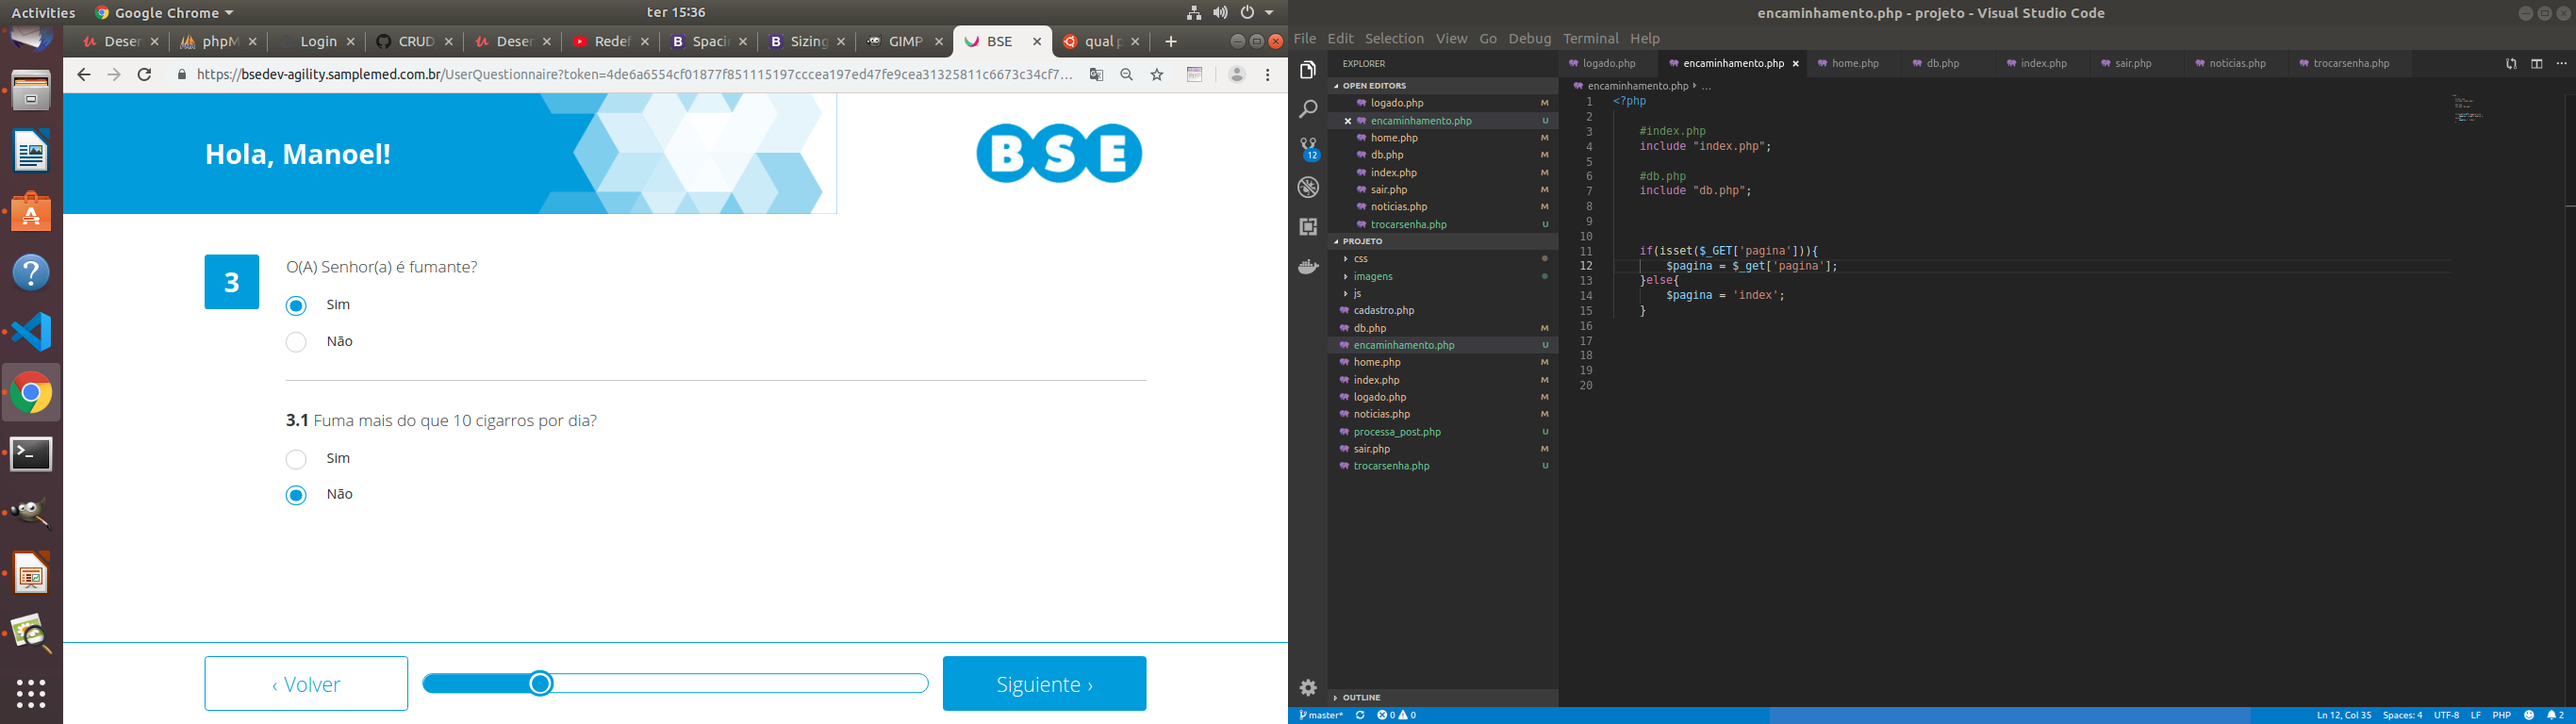 Activities
Google Chrome
ter 15:36
Deser
phpM
Login
CRUD
Deser
Redef
Spacin
Sizing
GIMP
BSE
qual p
https://bsedev-agility.samplemed.com.br/UserQuestionnaire?token=4de6a6554cf01877f851115197cccea197ed47fe9cea31325811c6673c34cf7...
Hola, Manoel!
BSE
3
O(A) Senhor(a) é fumante?
Sim
Não
3.1 Fuma mais do que 10 cigarros por dia?
Sim
Não
‹ Volver
Siguiente ›
encaminhamento.php - projeto - Visual Studio Code
File Edit Selection View Go Debug Terminal Help
EXPLORER
OPEN EDITORS
logado.php M
encaminhamento.php U
home.php M
db.php M
index.php M
sair.php M
noticias.php M
trocarsenha.php U
PROJETO
css
imagens
js
cadastro.php
db.php M
encaminhamento.php U
home.php M
index.php M
logado.php M
noticias.php M
processa_post.php U
sair.php M
trocarsenha.php U
OUTLINE
12
logado.php
encaminhamento.php
home.php
db.php
index.php
sair.php
noticias.php
trocarsenha.php
encaminhamento.php › ...
1 <?php
2
3 #index.php
4 include "index.php";
5
6 #db.php
7 include "db.php";
8
9
10
11 if(isset($_GET['pagina'])){
12 $pagina = $_get['pagina'];
13 }else{
14 $pagina = 'index';
15 }
16
17
18
19
20
master* 0 0
Ln 12, Col 35 Spaces: 4 UTF-8 LF PHP 2